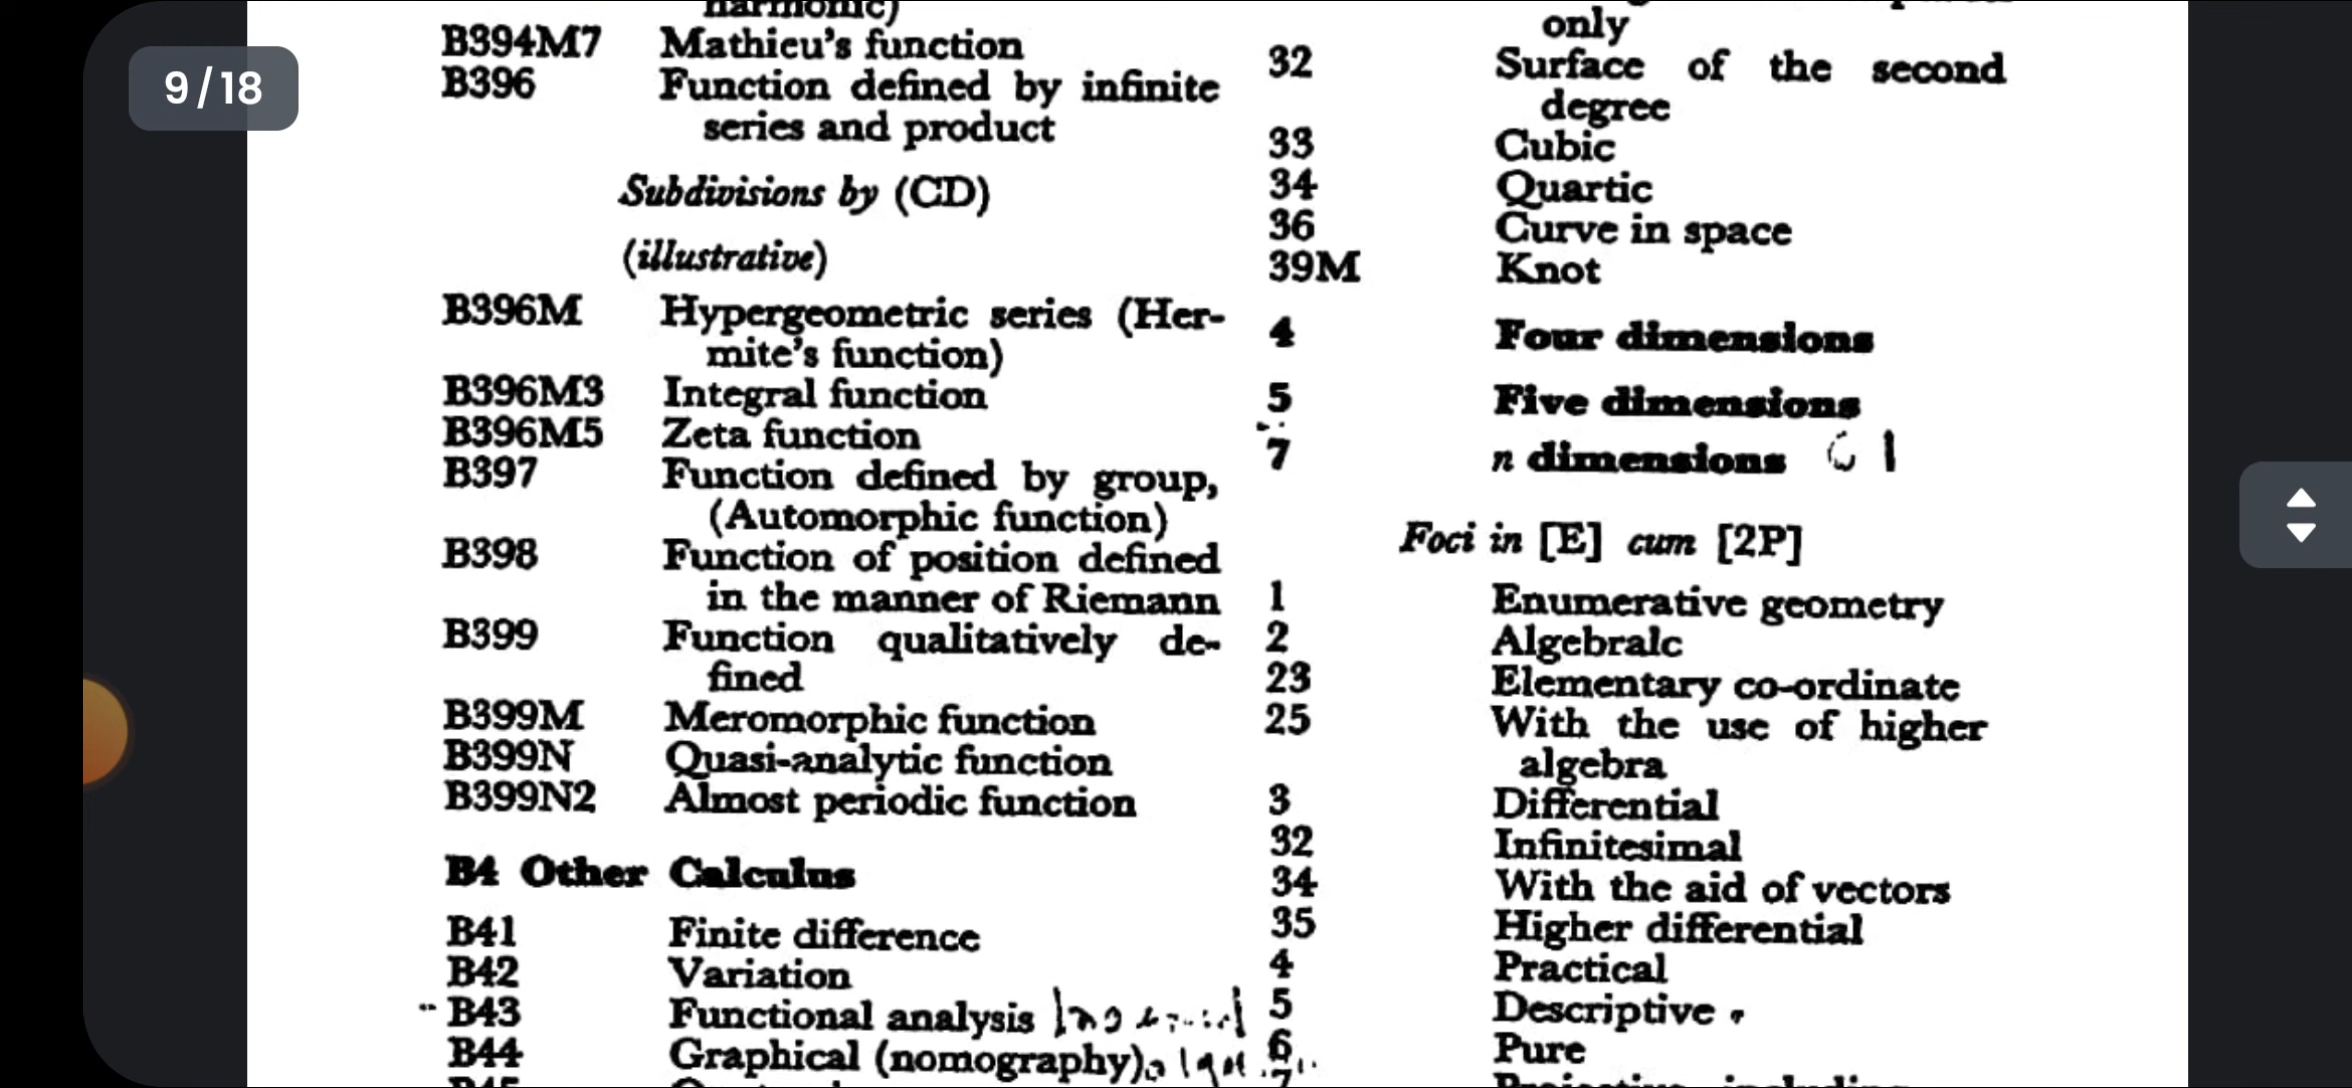 9/18
harmonic)
B394M7 Mathieu's function
B396 Function defined by infinite
series and product
Subdivisions by (CD)
(illustrative)
B396M Hypergeometric series (Her-
mite's function)
B396M3 Integral function
B396M5 Zeta function
B397 Function defined by group,
(Automorphic function)
B398 Function of position defined
in the manner of Riemann
B399 Function qualitatively de-
fined
B399M Meromorphic function
B399N Quasi-analytic function
B399N2 Almost periodic function
B4 Other Calculus
B41 Finite difference
B42 Variation
B43 Functional analysis
B44 Graphical (nomography)
only
32 Surface of the second
degree
33 Cubic
34 Quartic
36 Curve in space
39M Knot
4 Four dimensions
5 Five dimensions
7 n dimensions
Foci in [E] cum [2P]
1 Enumerative geometry
2 Algebralc
23 Elementary co-ordinate
25 With the use of higher
algebra
3 Differential
32 Infinitesimal
34 With the aid of vectors
35 Higher differential
4 Practical
5 Descriptive
6 Pure
7 Projective including